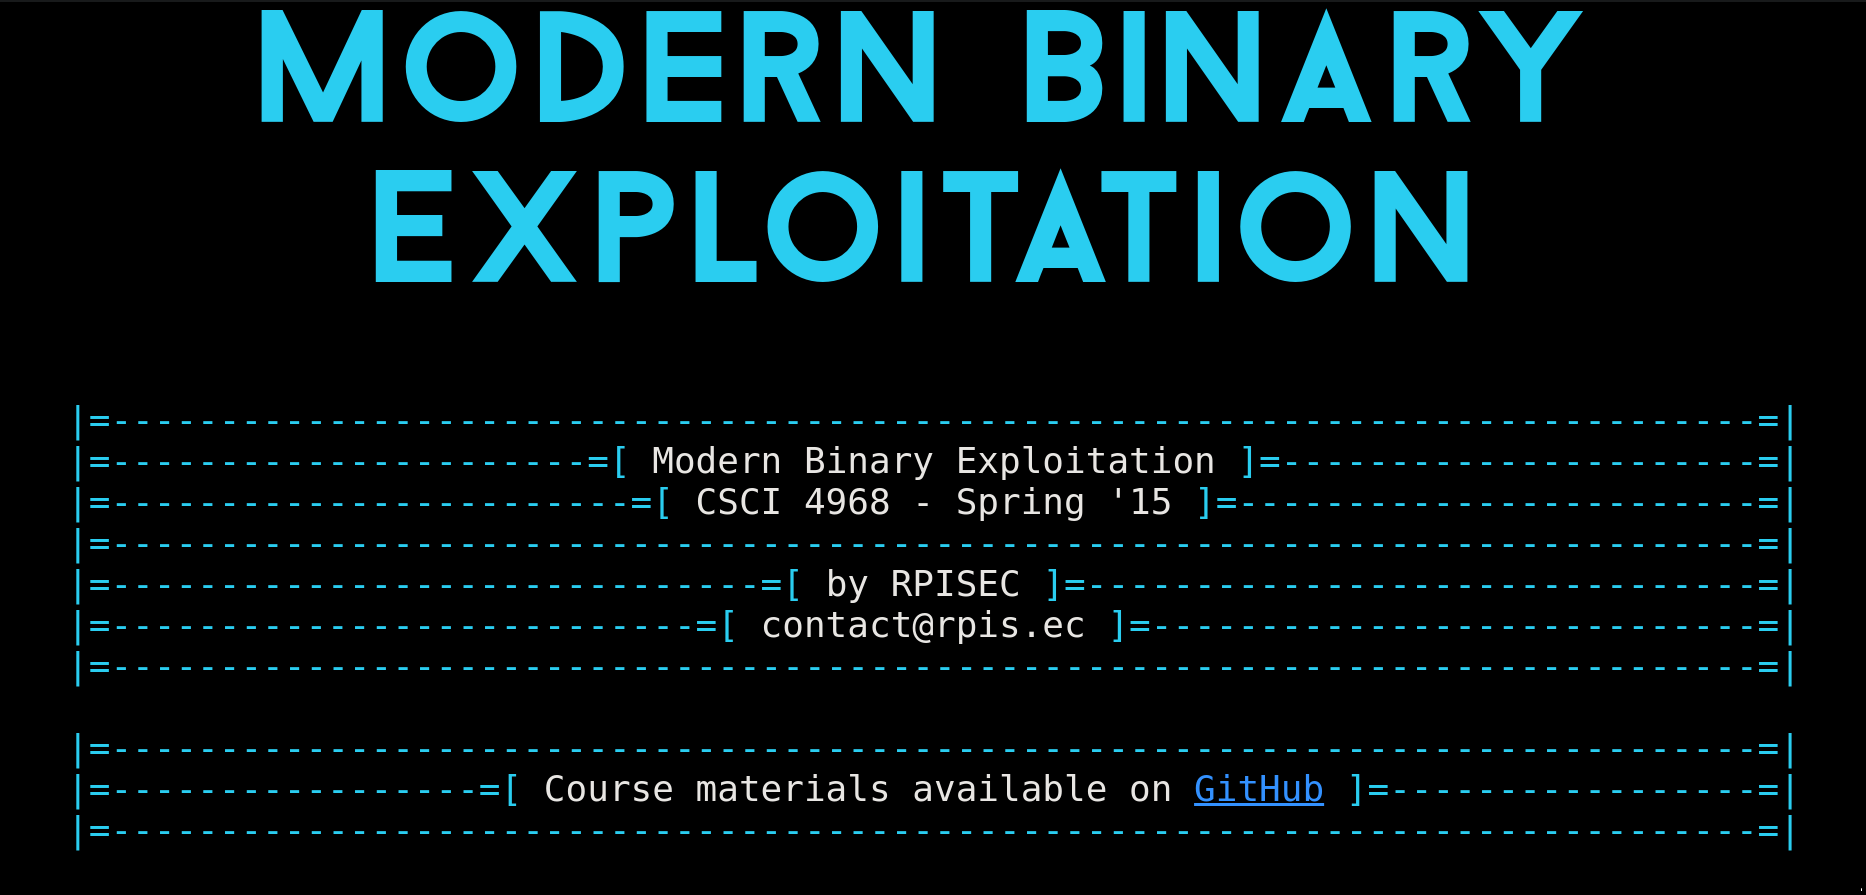 MODERN BINARY
EXPLOITATION
|=----------------------------------------------------------------------------=|
|=----------------------=[ Modern Binary Exploitation ]=----------------------=|
|=------------------------=[ CSCI 4968 - Spring '15 ]=------------------------=|
|=----------------------------------------------------------------------------=|
|=------------------------------=[ by RPISEC ]=-------------------------------=|
|=---------------------------=[ contact@rpis.ec ]=----------------------------=|
|=----------------------------------------------------------------------------=|
|=----------------------------------------------------------------------------=|
|=-----------------=[ Course materials available on GitHub ]=-----------------=|
|=----------------------------------------------------------------------------=|